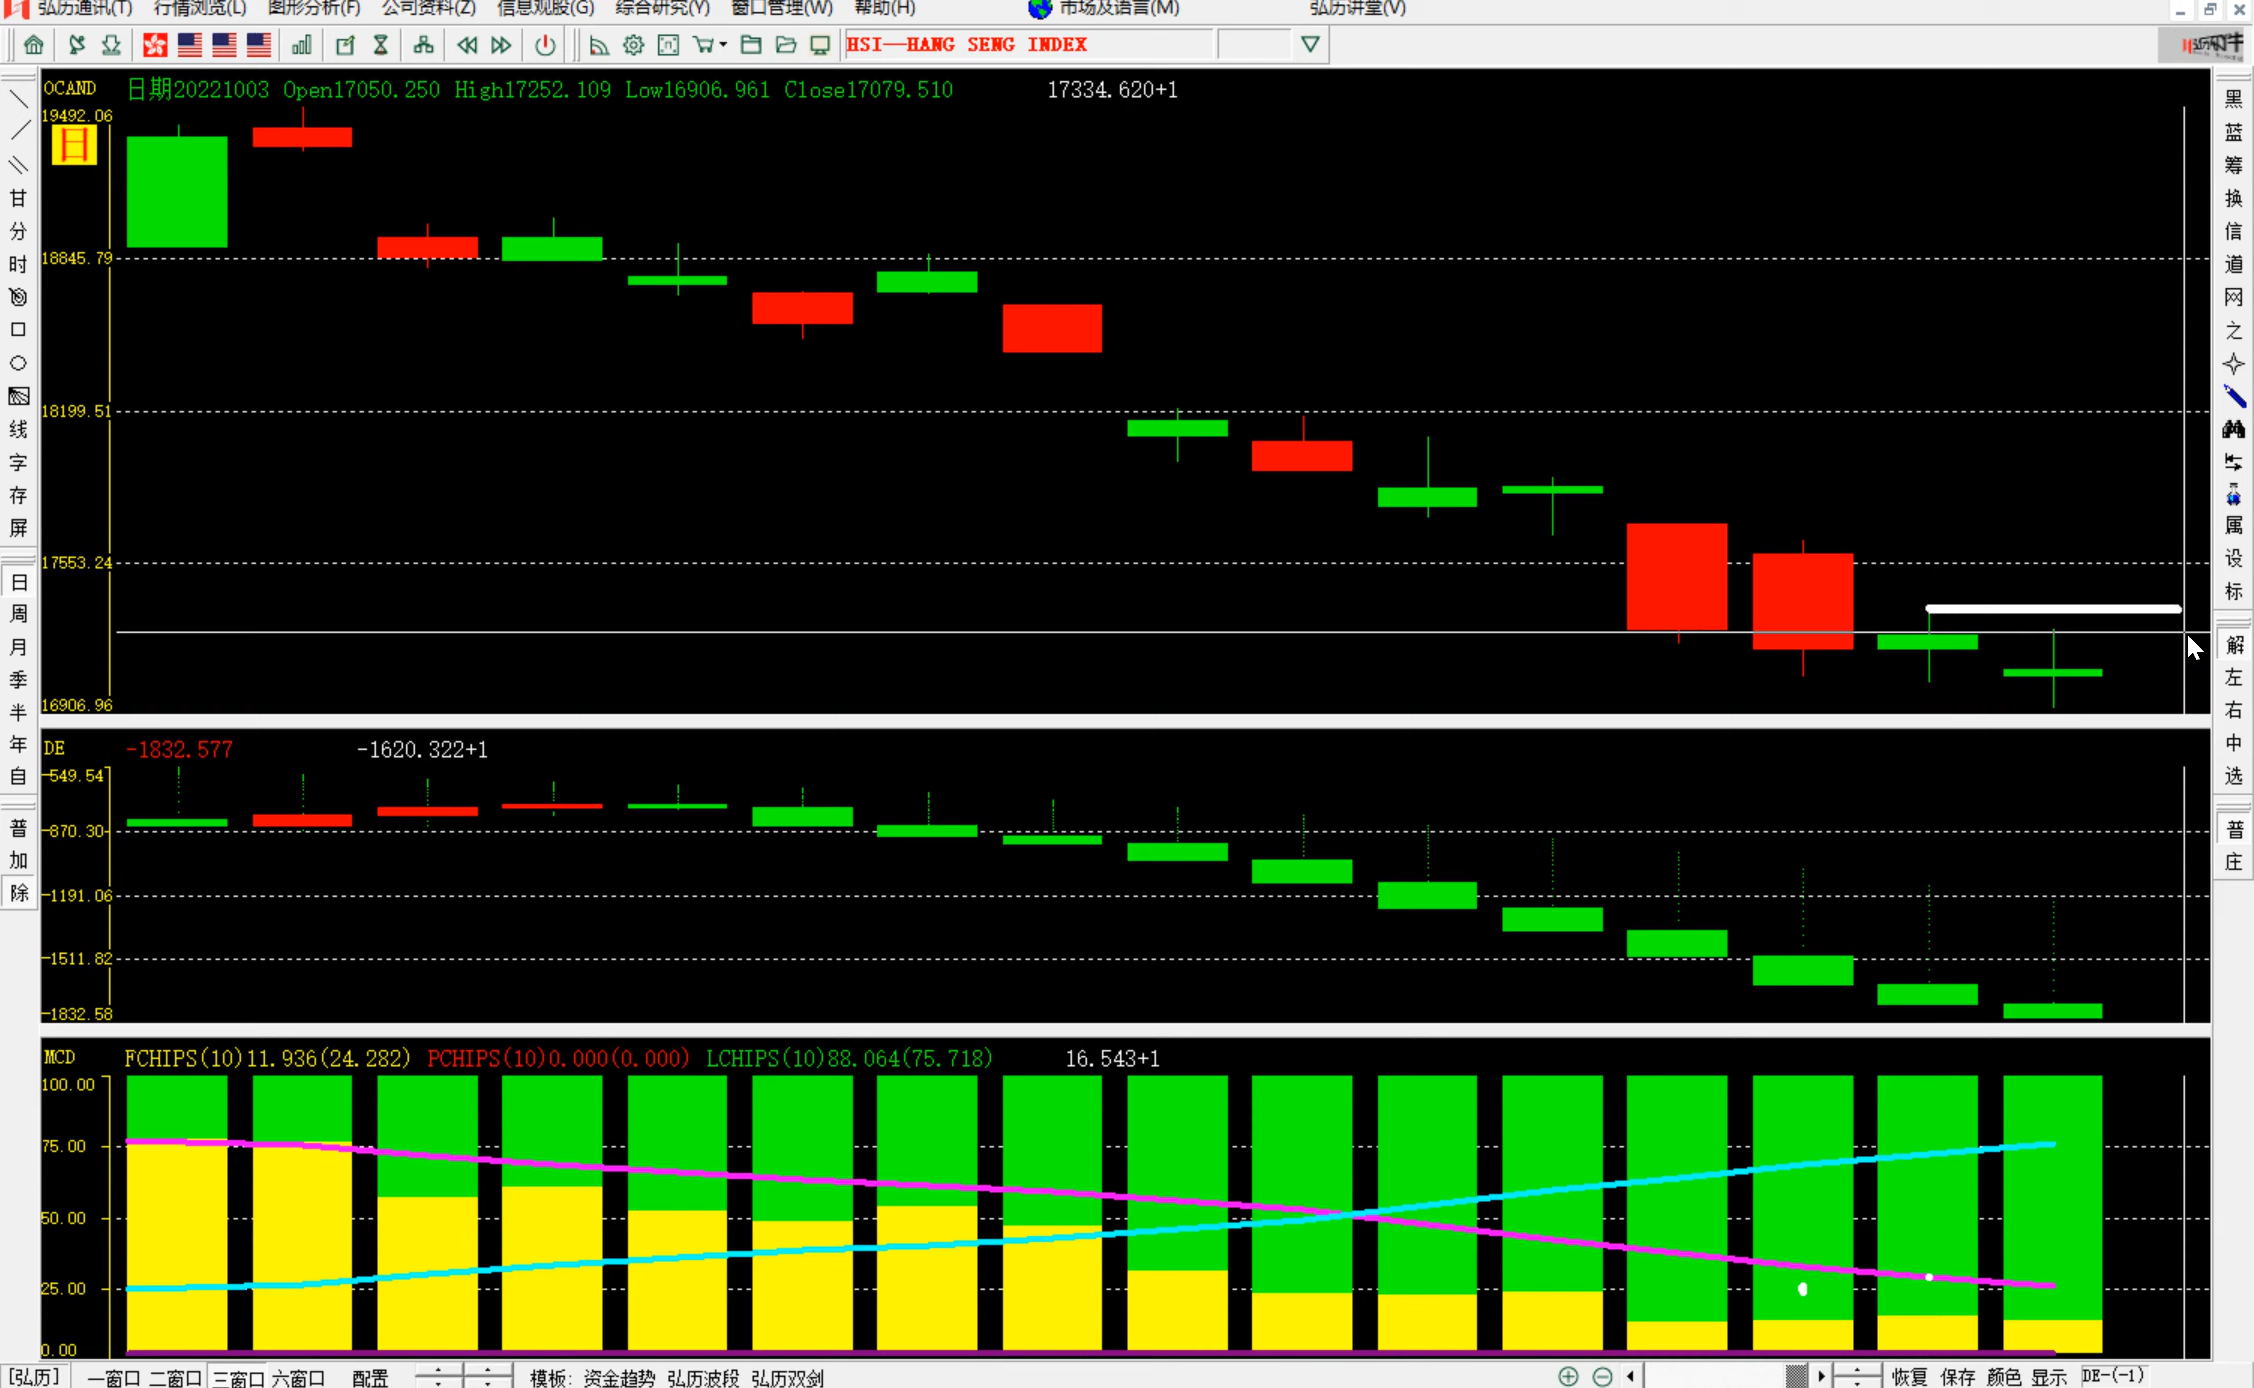 弘历通讯(T) 行情浏览(L) 图形分析(F) 公司资料(Z) 信息观股(G) 综合研究(Y) 窗口管理(W) 帮助(H) 市场及语言(M) 弘历讲堂(V)
HSI—HANG SENG INDEX
OCAND 日期20221003 Open17050.250 High17252.109 Low16906.961 Close17079.510 17334.620+1
19492.06
日
18845.79
18199.51
17553.24
16906.96
DE -1832.577 -1620.322+1
-549.54
-870.30
-1191.06
-1511.82
-1832.58
MCD FCHIPS(10)11.936(24.282) PCHIPS(10)0.000(0.000) LCHIPS(10)88.064(75.718) 16.543+1
100.00
75.00
50.00
25.00
0.00
甘
分
时
线
字
存
屏
日
周
月
季
半
年
自
普
加
除
黑
蓝
筹
换
信
道
网
之
属
设
标
解
左
右
中
选
普
庄
[弘历] 一窗口 二窗口 三窗口 六窗口 配置 模板: 资金趋势 弘历波段 弘历双剑 恢复 保存 颜色 显示 DE-(-1)